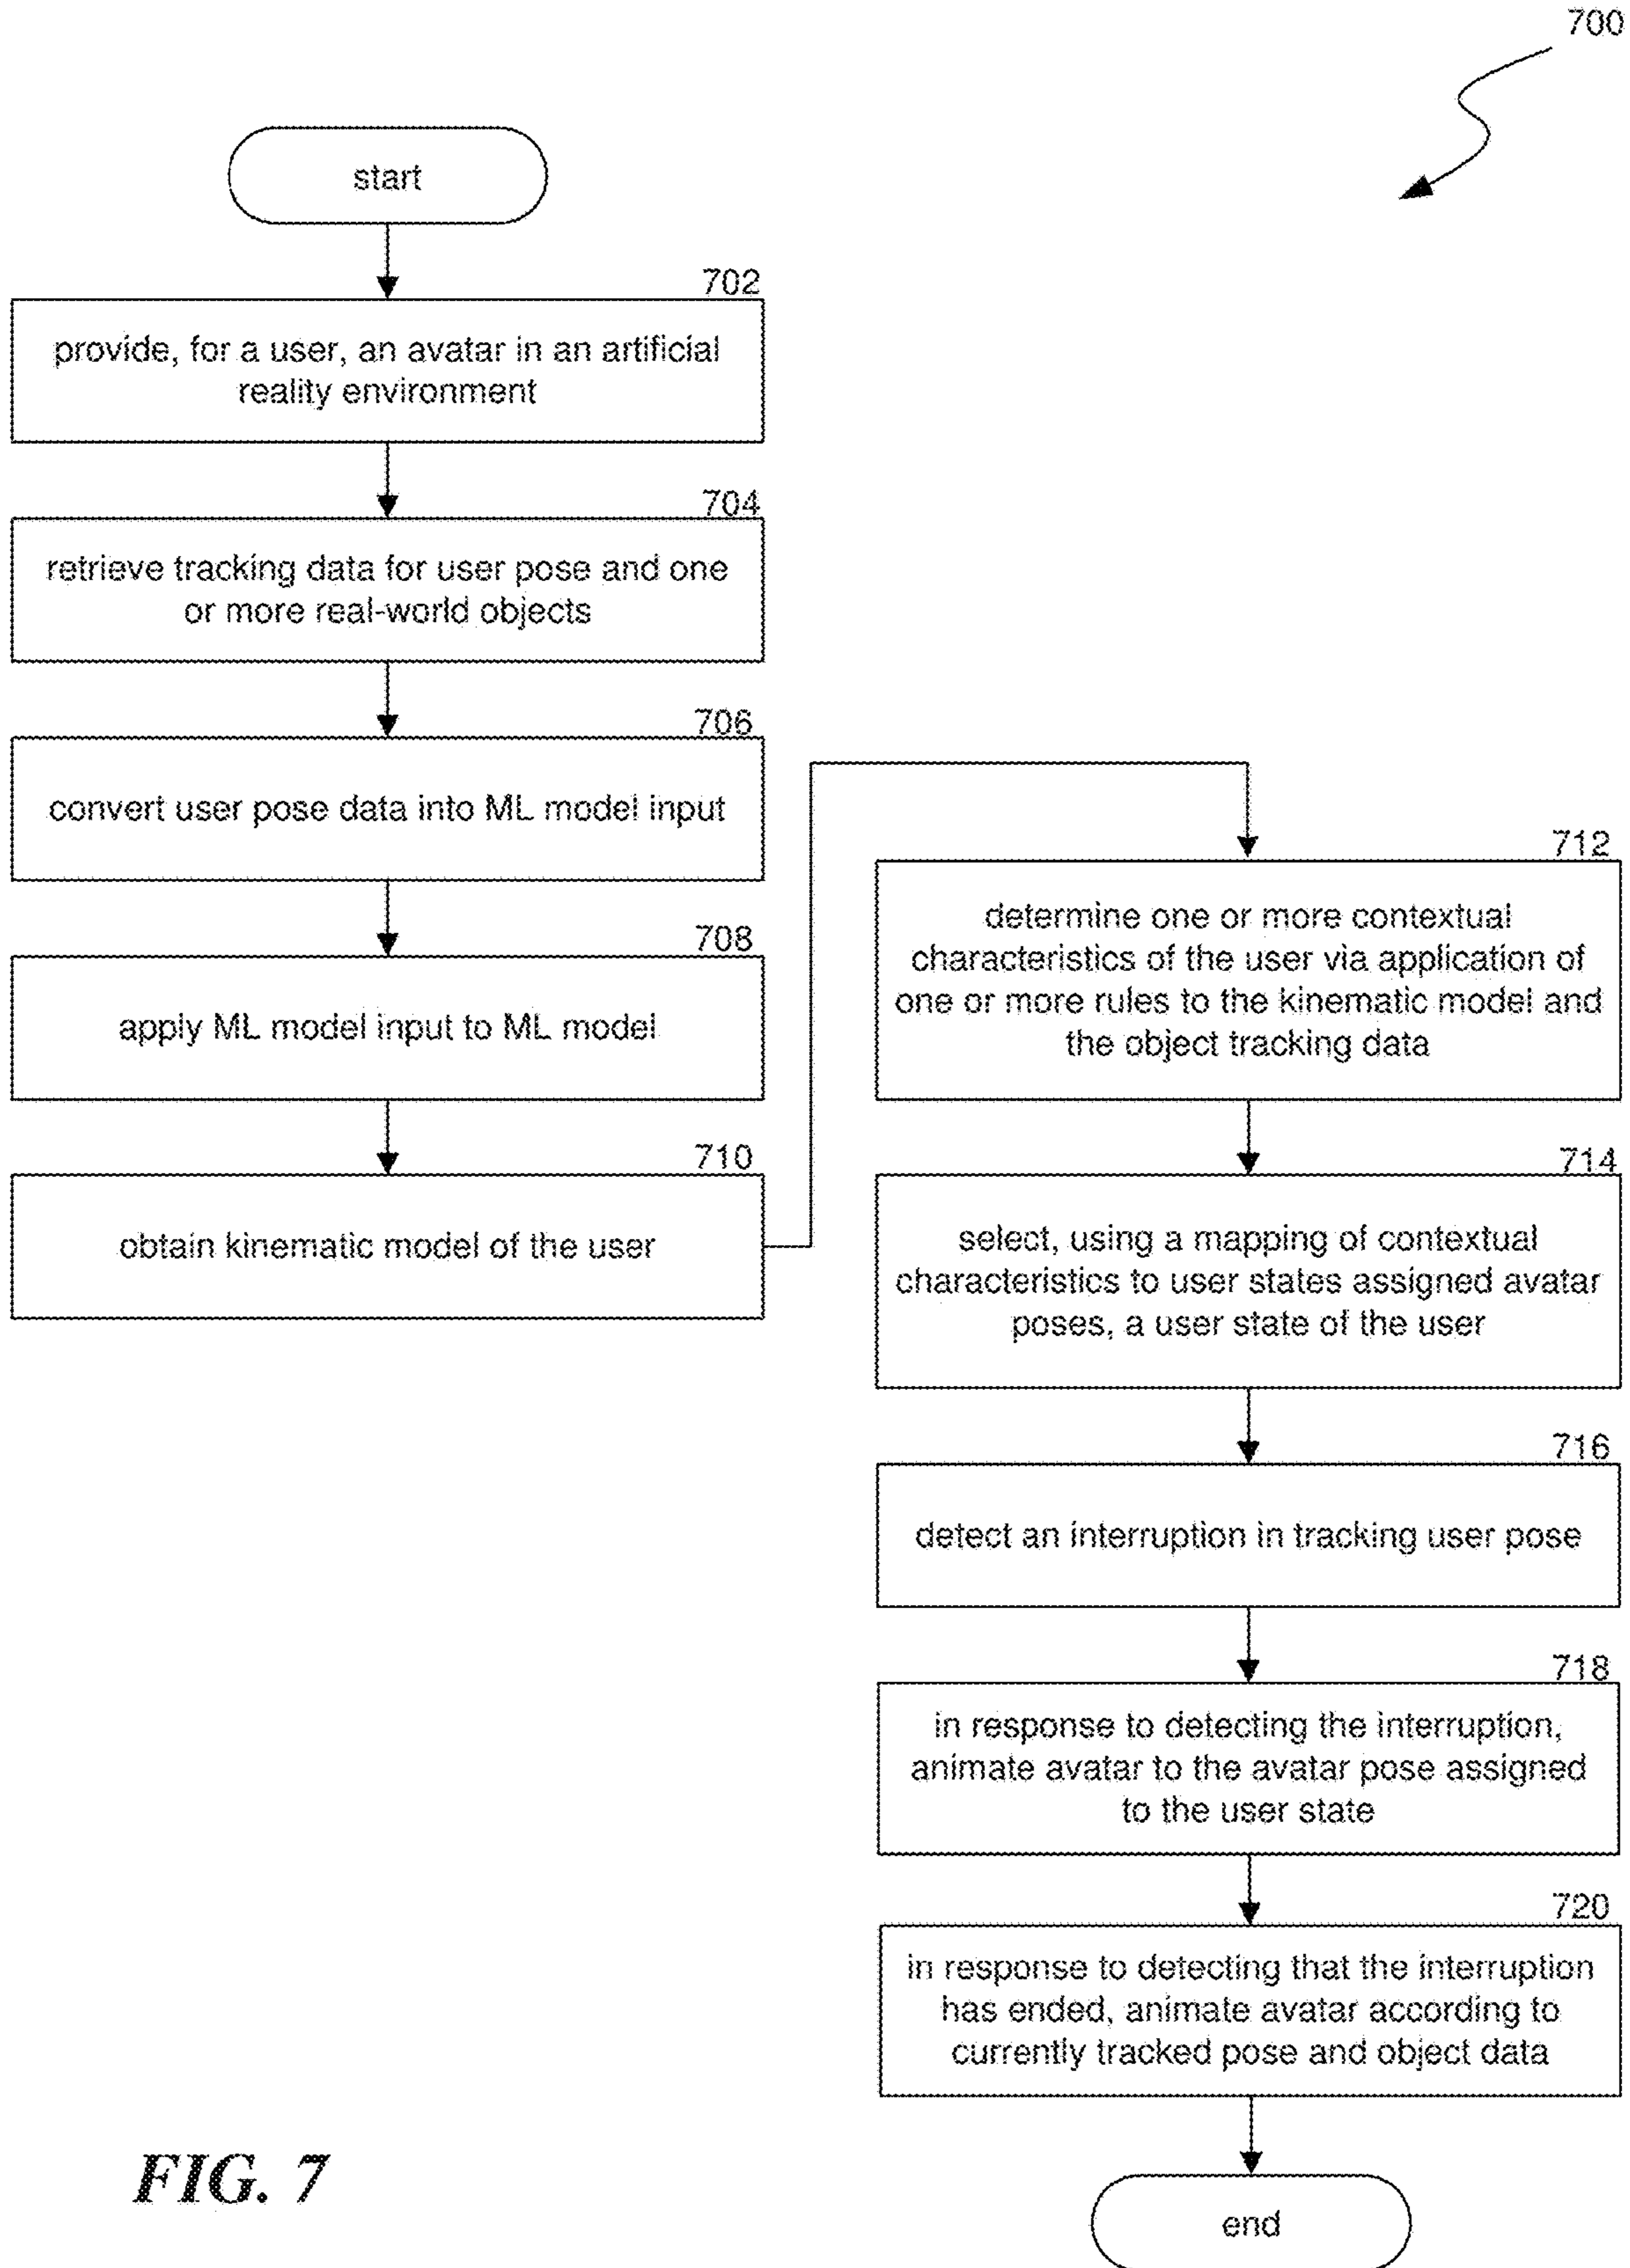 700
start
702
provide, for a user, an avatar in an artificial
reality environment
704
retrieve tracking data for user pose and one
or more real-world objects
706
convert user pose data into ML model input
708
apply ML model input to ML model
710
obtain kinematic model of the user
712
determine one or more contextual
characteristics of the user via application of
one or more rules to the kinematic model and
the object tracking data
714
select, using a mapping of contextual
characteristics to user states assigned avatar
poses, a user state of the user
716
detect an interruption in tracking user pose
718
in response to detecting the interruption,
animate avatar to the avatar pose assigned
to the user state
720
in response to detecting that the interruption
has ended, animate avatar according to
currently tracked pose and object data
end
FIG. 7